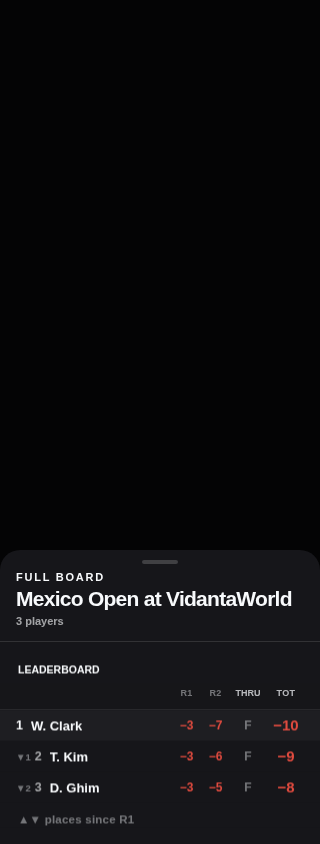 FULL BOARD
Mexico Open at VidantaWorld
3 players
LEADERBOARD
R1 R2 THRU TOT
1 W. Clark −3 −7 F −10
▼1 2 T. Kim −3 −6 F −9
▼2 3 D. Ghim −3 −5 F −8
▲▼ places since R1